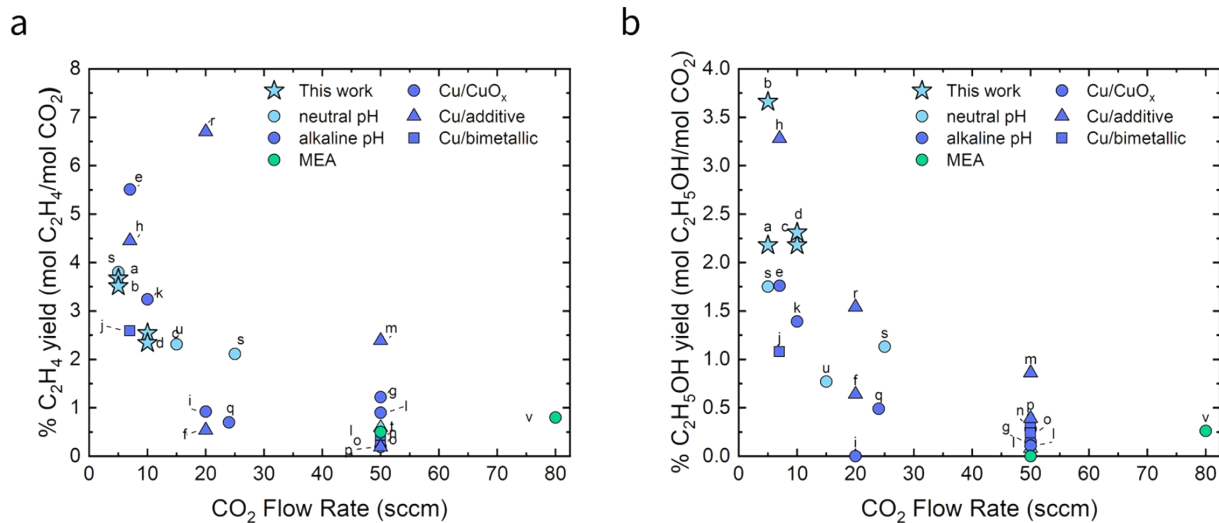 a
% C₂H₄ yield (mol C₂H₄/mol CO₂)
8
7
6
5
4
3
2
1
0
This work
neutral pH
alkaline pH
MEA
Cu/CuOₓ
Cu/additive
Cu/bimetallic
r
e
h
s
a
b
k
j
c
u
d
s
m
i
q
f
g
l
l
t
n
o
o
p
v
0 10 20 30 40 50 60 70 80
CO₂ Flow Rate (sccm)
b
% C₂H₅OH yield (mol C₂H₅OH/mol CO₂)
4.0
3.5
3.0
2.5
2.0
1.5
1.0
0.5
0.0
This work
neutral pH
alkaline pH
MEA
Cu/CuOₓ
Cu/additive
Cu/bimetallic
b
h
a
c
d
s
e
k
r
j
u
s
f
q
i
m
n
p
o
g
l
l
v
0 10 20 30 40 50 60 70 80
CO₂ Flow Rate (sccm)